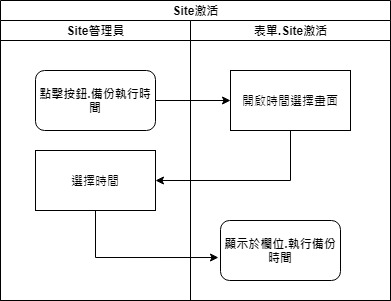 Site激活
Site管理員
表單.Site激活
點擊按鈕.備份執行時
間
開啟時間選擇畫面
選擇時間
顯示於欄位.執行備份
時間